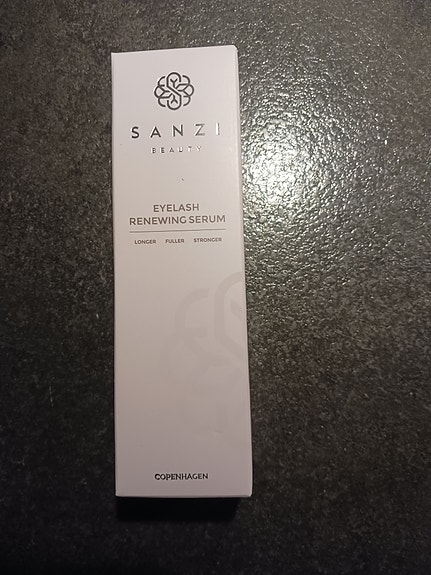 SANZI
BEAUTY
EYELASH
RENEWING SERUM
LONGER FULLER STRONGER
COPENHAGEN